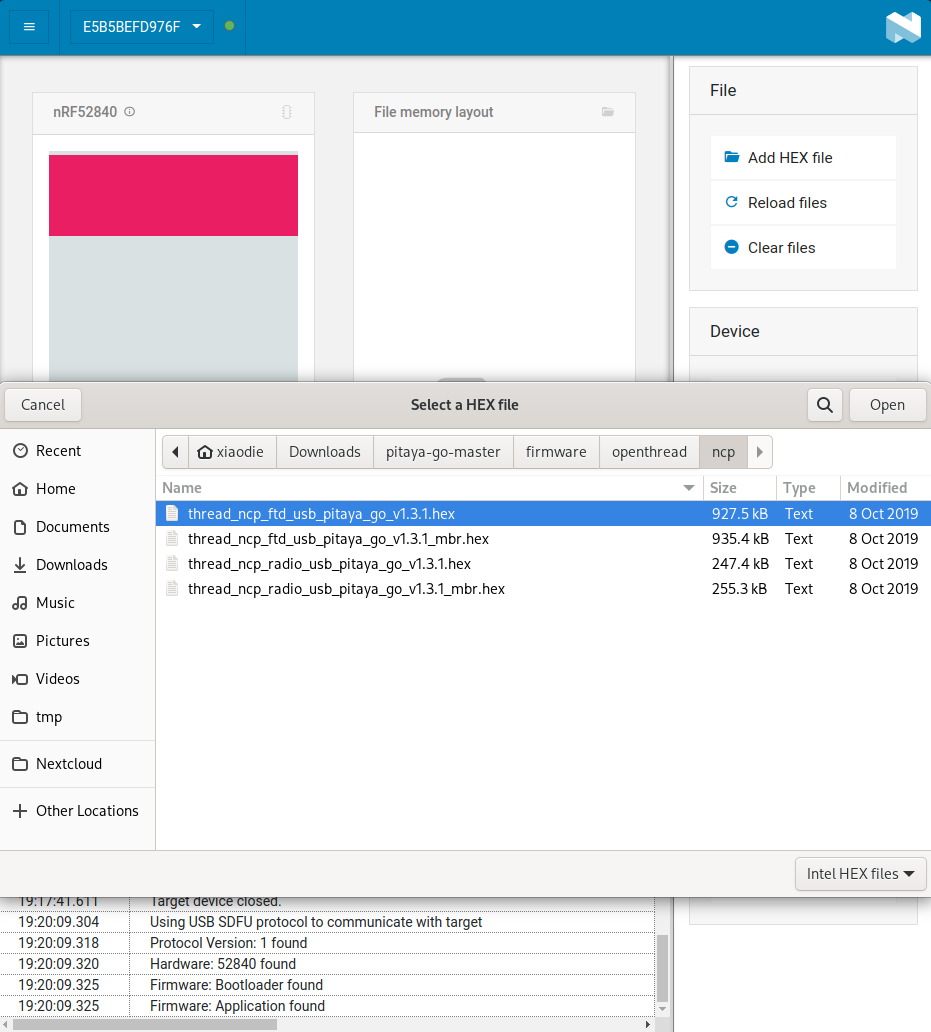 E5B5BEFD976F
nRF52840
File memory layout
File
Add HEX file
Reload files
Clear files
Device
Cancel
Select a HEX file
Open
Recent
Home
Documents
Downloads
Music
Pictures
Videos
tmp
Nextcloud
Other Locations
xiaodie Downloads pitaya-go-master firmware openthread ncp
Name Size Type Modified
thread_ncp_ftd_usb_pitaya_go_v1.3.1.hex 927.5 kB Text 8 Oct 2019
thread_ncp_ftd_usb_pitaya_go_v1.3.1_mbr.hex 935.4 kB Text 8 Oct 2019
thread_ncp_radio_usb_pitaya_go_v1.3.1.hex 247.4 kB Text 8 Oct 2019
thread_ncp_radio_usb_pitaya_go_v1.3.1_mbr.hex 255.3 kB Text 8 Oct 2019
Intel HEX files
19:17:41.611 Target device closed.
19:20:09.304 Using USB SDFU protocol to communicate with target
19:20:09.318 Protocol Version: 1 found
19:20:09.320 Hardware: 52840 found
19:20:09.325 Firmware: Bootloader found
19:20:09.325 Firmware: Application found